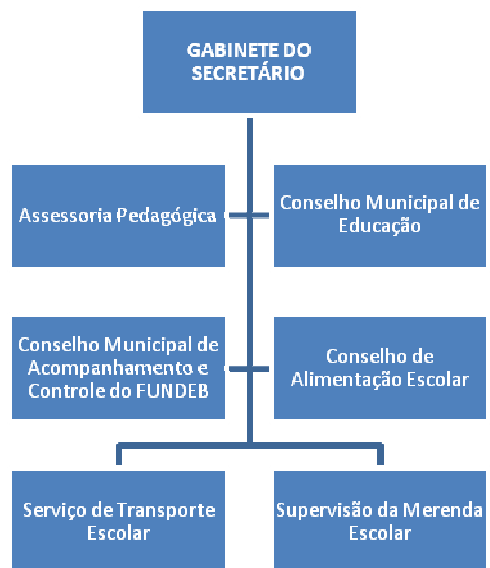 GABINETE DO
SECRETÁRIO
Assessoria Pedagógica
Conselho Municipal de
Educação
Conselho Municipal de
Acompanhamento e
Controle do FUNDEB
Conselho de
Alimentação Escolar
Serviço de Transporte
Escolar
Supervisão da Merenda
Escolar